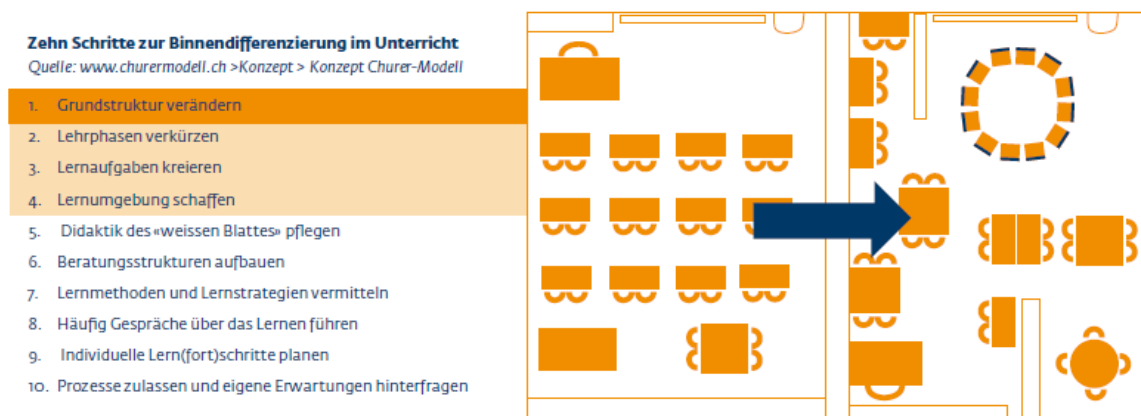 Zehn Schritte zur Binnendifferenzierung im Unterricht
Quelle: www.churermodell.ch >Konzept > Konzept Churer-Modell
1. Grundstruktur verändern
2. Lehrphasen verkürzen
3. Lernaufgaben kreieren
4. Lernumgebung schaffen
5. Didaktik des «weissen Blattes» pflegen
6. Beratungsstrukturen aufbauen
7. Lernmethoden und Lernstrategien vermitteln
8. Häufig Gespräche über das Lernen führen
9. Individuelle Lern(fort)schritte planen
10. Prozesse zulassen und eigene Erwartungen hinterfragen